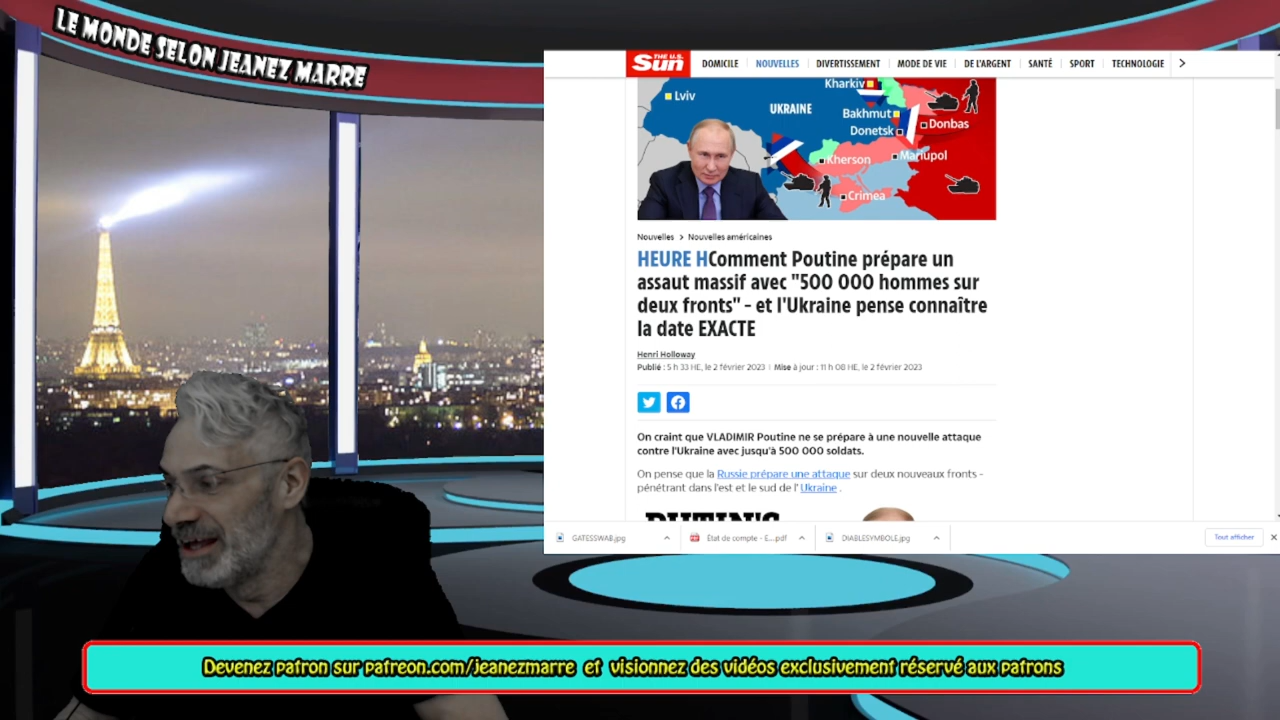 LE MONDE SELON JEANEZ MARRE
THE U.S. Sun
DOMICILE NOUVELLES DIVERTISSEMENT MODE DE VIE DE L'ARGENT SANTÉ SPORT TECHNOLOGIE
Kharkiv
Lviv
UKRAINE
Bakhmut
Donetsk
Donbas
Kherson
Mariupol
Crimea
Nouvelles > Nouvelles américaines
HEURE HComment Poutine prépare un
assaut massif avec "500 000 hommes sur
deux fronts" - et l'Ukraine pense connaître
la date EXACTE
Henri Holloway
Publié : 5 h 33 HE, le 2 février 2023 | Mise à jour : 11 h 08 HE, le 2 février 2023
On craint que VLADIMIR Poutine ne se prépare à une nouvelle attaque
contre l'Ukraine avec jusqu'à 500 000 soldats.
On pense que la Russie prépare une attaque sur deux nouveaux fronts -
pénétrant dans l'est et le sud de l' Ukraine .
PUTIN'S
GATESSWAB.jpg
État de compte - E....pdf
DIABLESYMBOLE.jpg
Tout afficher
Devenez patron sur patreon.com/jeanezmarre et visionnez des vidéos exclusivement réservé aux patrons